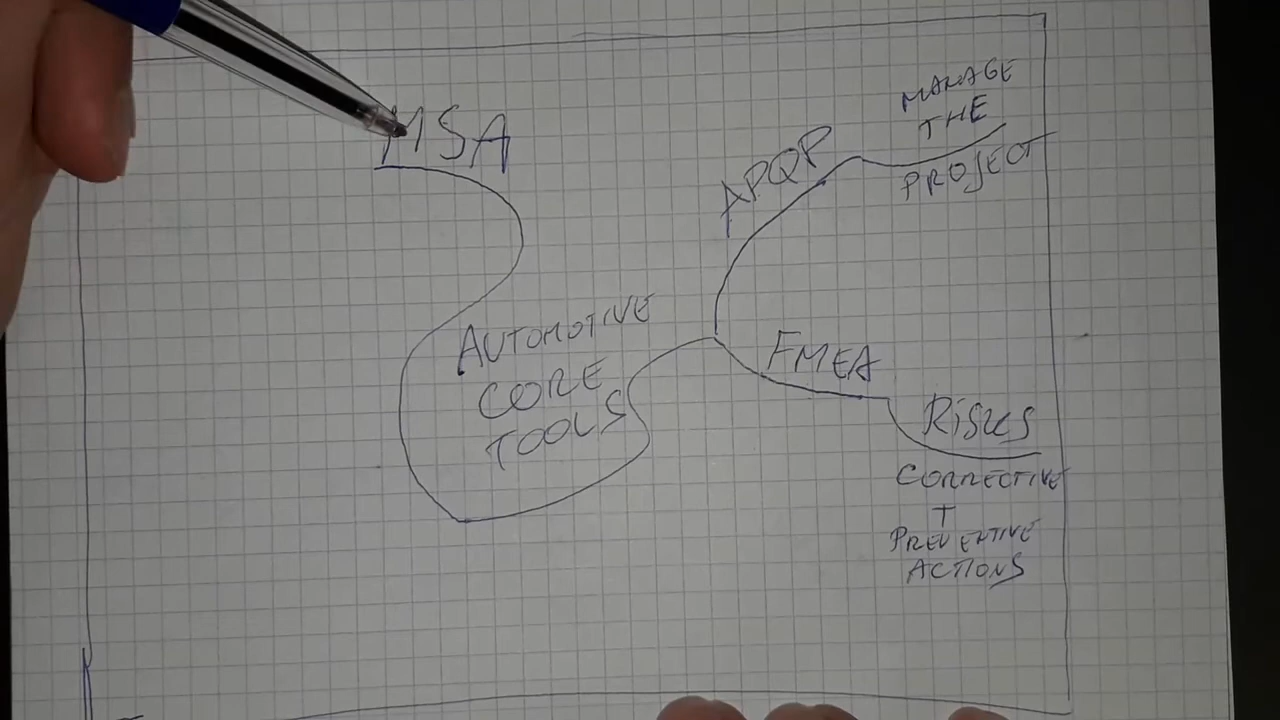 MSA
AUTOMOTIVE
CORE
TOOLS
APQP
MANAGE
THE
PROJECT
FMEA
RISKS
CORRECTIVE
+
PREVENTIVE
ACTIONS